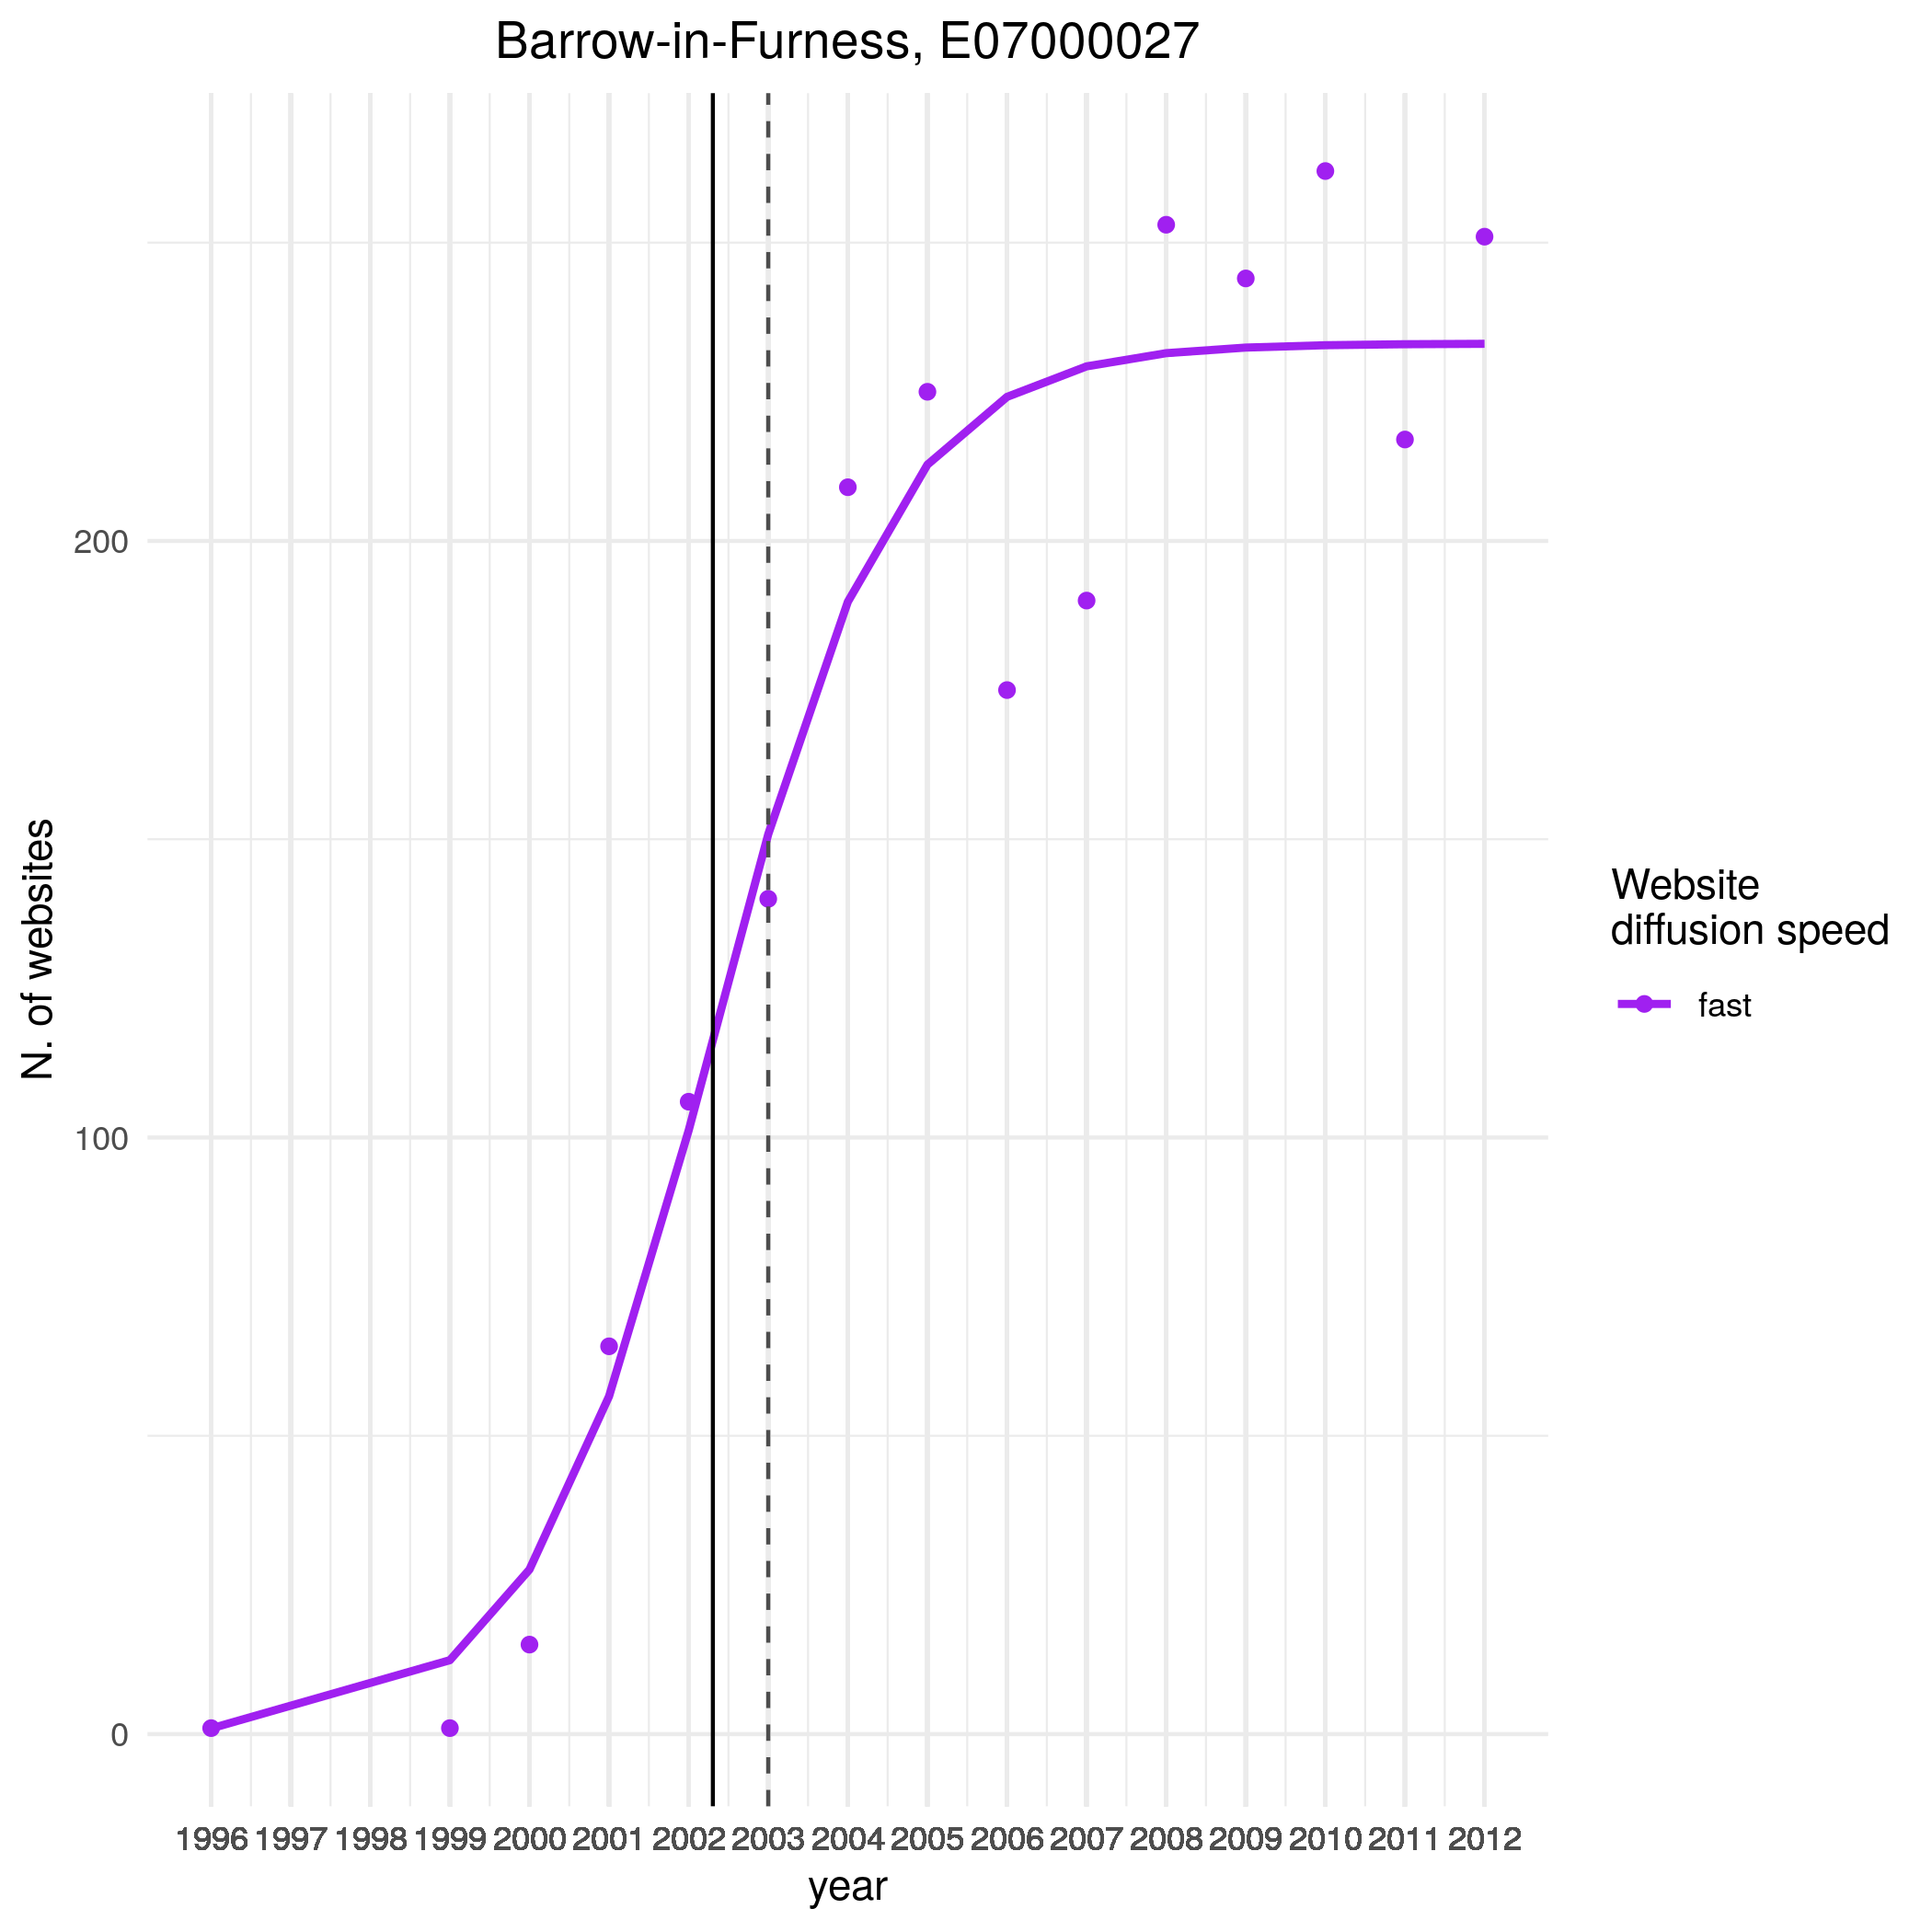 Barrow-in-Furness, E07000027
N. of websites
200
100
0
1996 1997 1998 1999 2000 2001 2002 2003 2004 2005 2006 2007 2008 2009 2010 2011 2012
year
Website
diffusion speed
fast